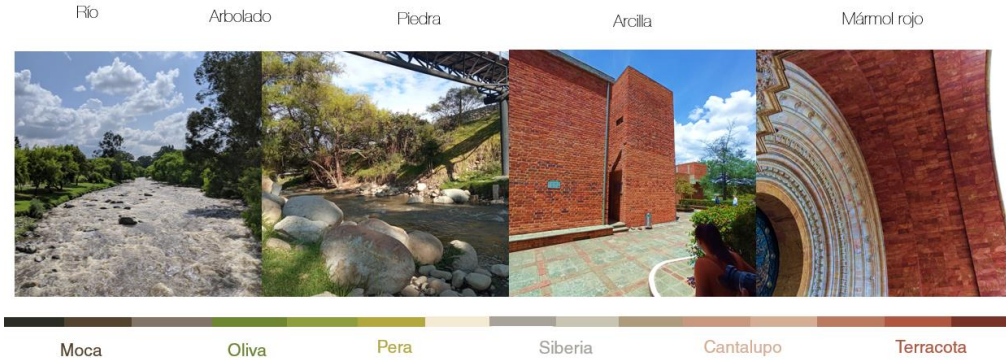 Río
Arbolado
Piedra
Arcilla
Mármol rojo
Moca
Oliva
Pera
Siberia
Cantalupo
Terracota